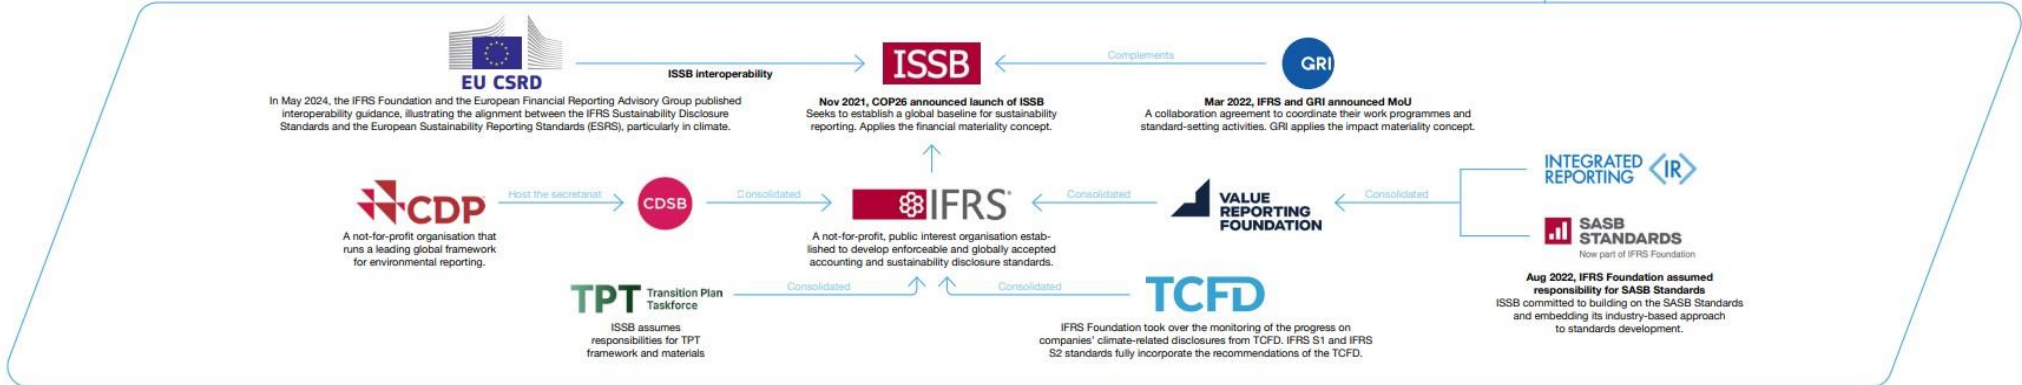 EU CSRD
ISSB interoperability
In May 2024, the IFRS Foundation and the European Financial Reporting Advisory Group published
interoperability guidance, illustrating the alignment between the IFRS Sustainability Disclosure
Standards and the European Sustainability Reporting Standards (ESRS), particularly in climate.
ISSB
Nov 2021, COP26 announced launch of ISSB
Seeks to establish a global baseline for sustainability
reporting. Applies the financial materiality concept.
Complements
GRI
Mar 2022, IFRS and GRI announced MoU
A collaboration agreement to coordinate their work programmes and
standard-setting activities. GRI applies the impact materiality concept.
CDP
A not-for-profit organisation that
runs a leading global framework
for environmental reporting.
Host the secretariat
CDSB
Consolidated
IFRS®
A not-for-profit, public interest organisation estab-
lished to develop enforceable and globally accepted
accounting and sustainability disclosure standards.
Consolidated
VALUE
REPORTING
FOUNDATION
Consolidated
INTEGRATED
REPORTING
<IR>
SASB
STANDARDS
Now part of IFRS Foundation
Aug 2022, IFRS Foundation assumed
responsibility for SASB Standards
ISSB committed to building on the SASB Standards
and embedding its industry-based approach
to standards development.
TPT
Transition Plan
Taskforce
ISSB assumes
responsibilities for TPT
framework and materials
Consolidated
Consolidated
TCFD
IFRS Foundation took over the monitoring of the progress on
companies' climate-related disclosures from TCFD. IFRS S1 and IFRS
S2 standards fully incorporate the recommendations of the TCFD.